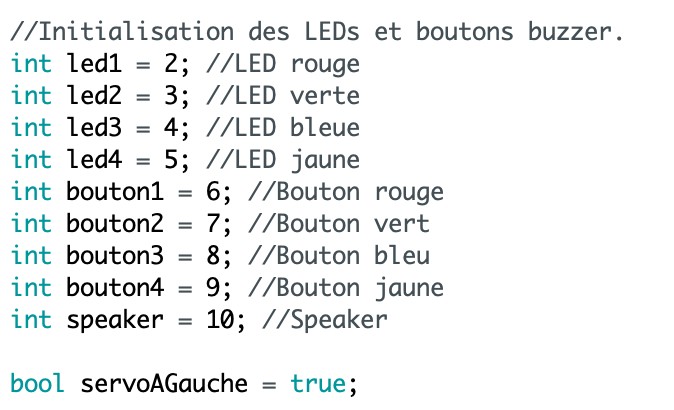 //Initialisation des LEDs et boutons buzzer.
int led1 = 2; //LED rouge
int led2 = 3; //LED verte
int led3 = 4; //LED bleue
int led4 = 5; //LED jaune
int bouton1 = 6; //Bouton rouge
int bouton2 = 7; //Bouton vert
int bouton3 = 8; //Bouton bleu
int bouton4 = 9; //Bouton jaune
int speaker = 10; //Speaker

bool servoAGauche = true;